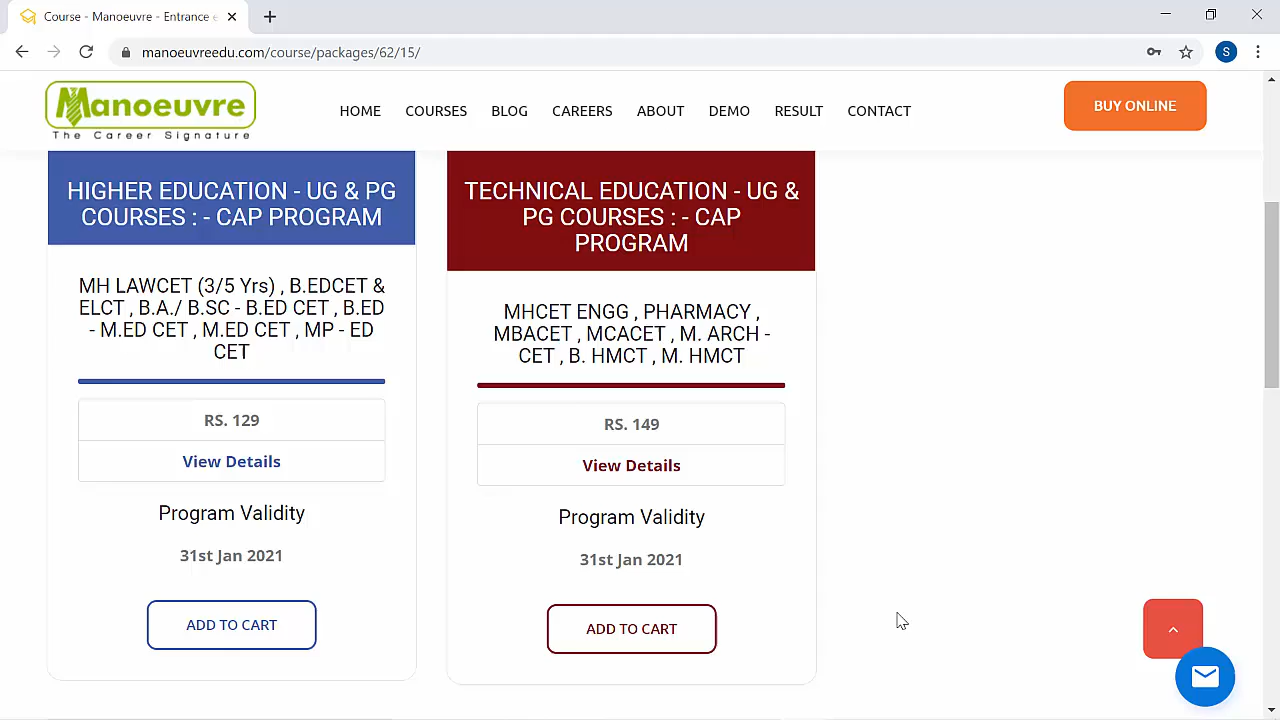 Course - Manoeuvre - Entrance e
manoeuvreedu.com/course/packages/62/15/
S
Manoeuvre
The Career Signature
HOME COURSES BLOG CAREERS ABOUT DEMO RESULT CONTACT
BUY ONLINE
HIGHER EDUCATION - UG & PG
COURSES : - CAP PROGRAM
MH LAWCET (3/5 Yrs) , B.EDCET &
ELCT , B.A./ B.SC - B.ED CET , B.ED
- M.ED CET , M.ED CET , MP - ED
CET
RS. 129
View Details
Program Validity
31st Jan 2021
ADD TO CART
TECHNICAL EDUCATION - UG &
PG COURSES : - CAP
PROGRAM
MHCET ENGG , PHARMACY ,
MBACET , MCACET , M. ARCH -
CET , B. HMCT , M. HMCT
RS. 149
View Details
Program Validity
31st Jan 2021
ADD TO CART